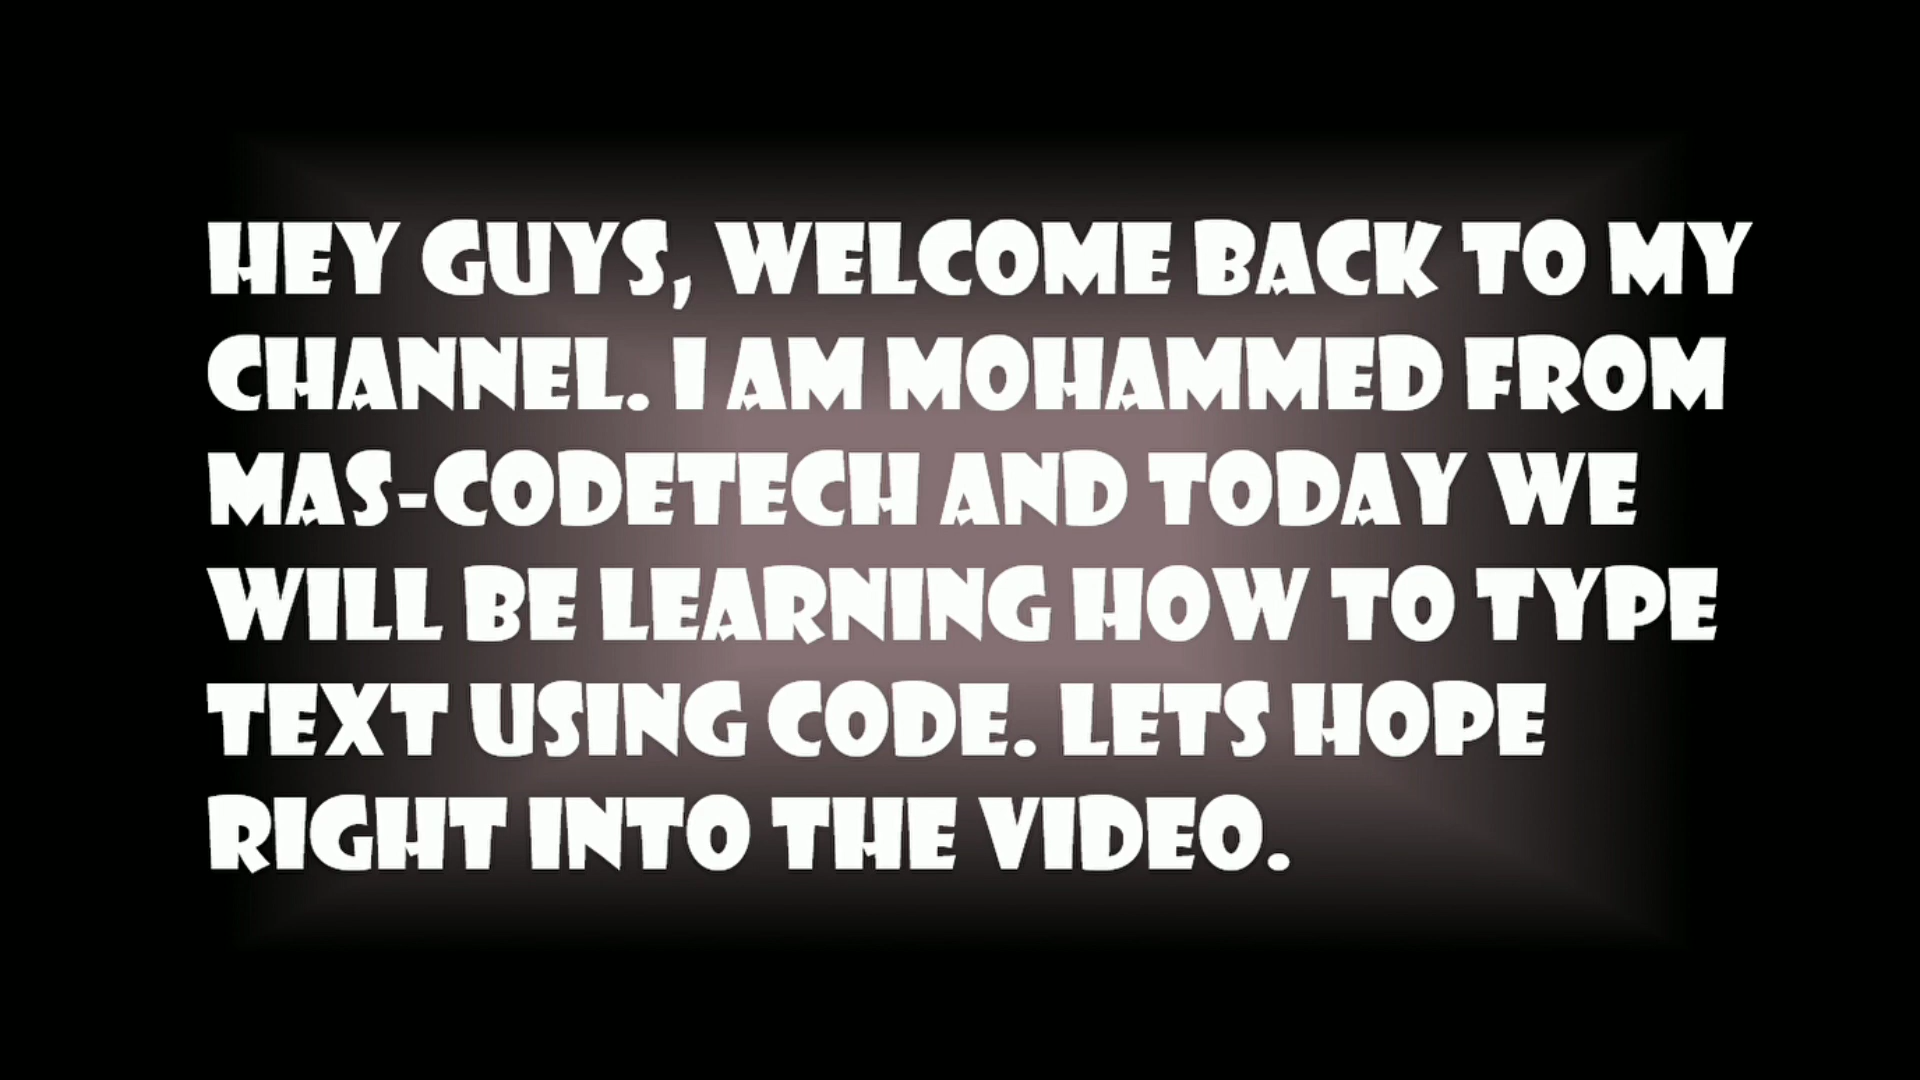 HEY GUYS, WELCOME BACK TO MY
CHANNEL. I AM MOHAMMED FROM
MAS-CODETECH AND TODAY WE
WILL BE LEARNING HOW TO TYPE
TEXT USING CODE. LETS HOPE
RIGHT INTO THE VIDEO.